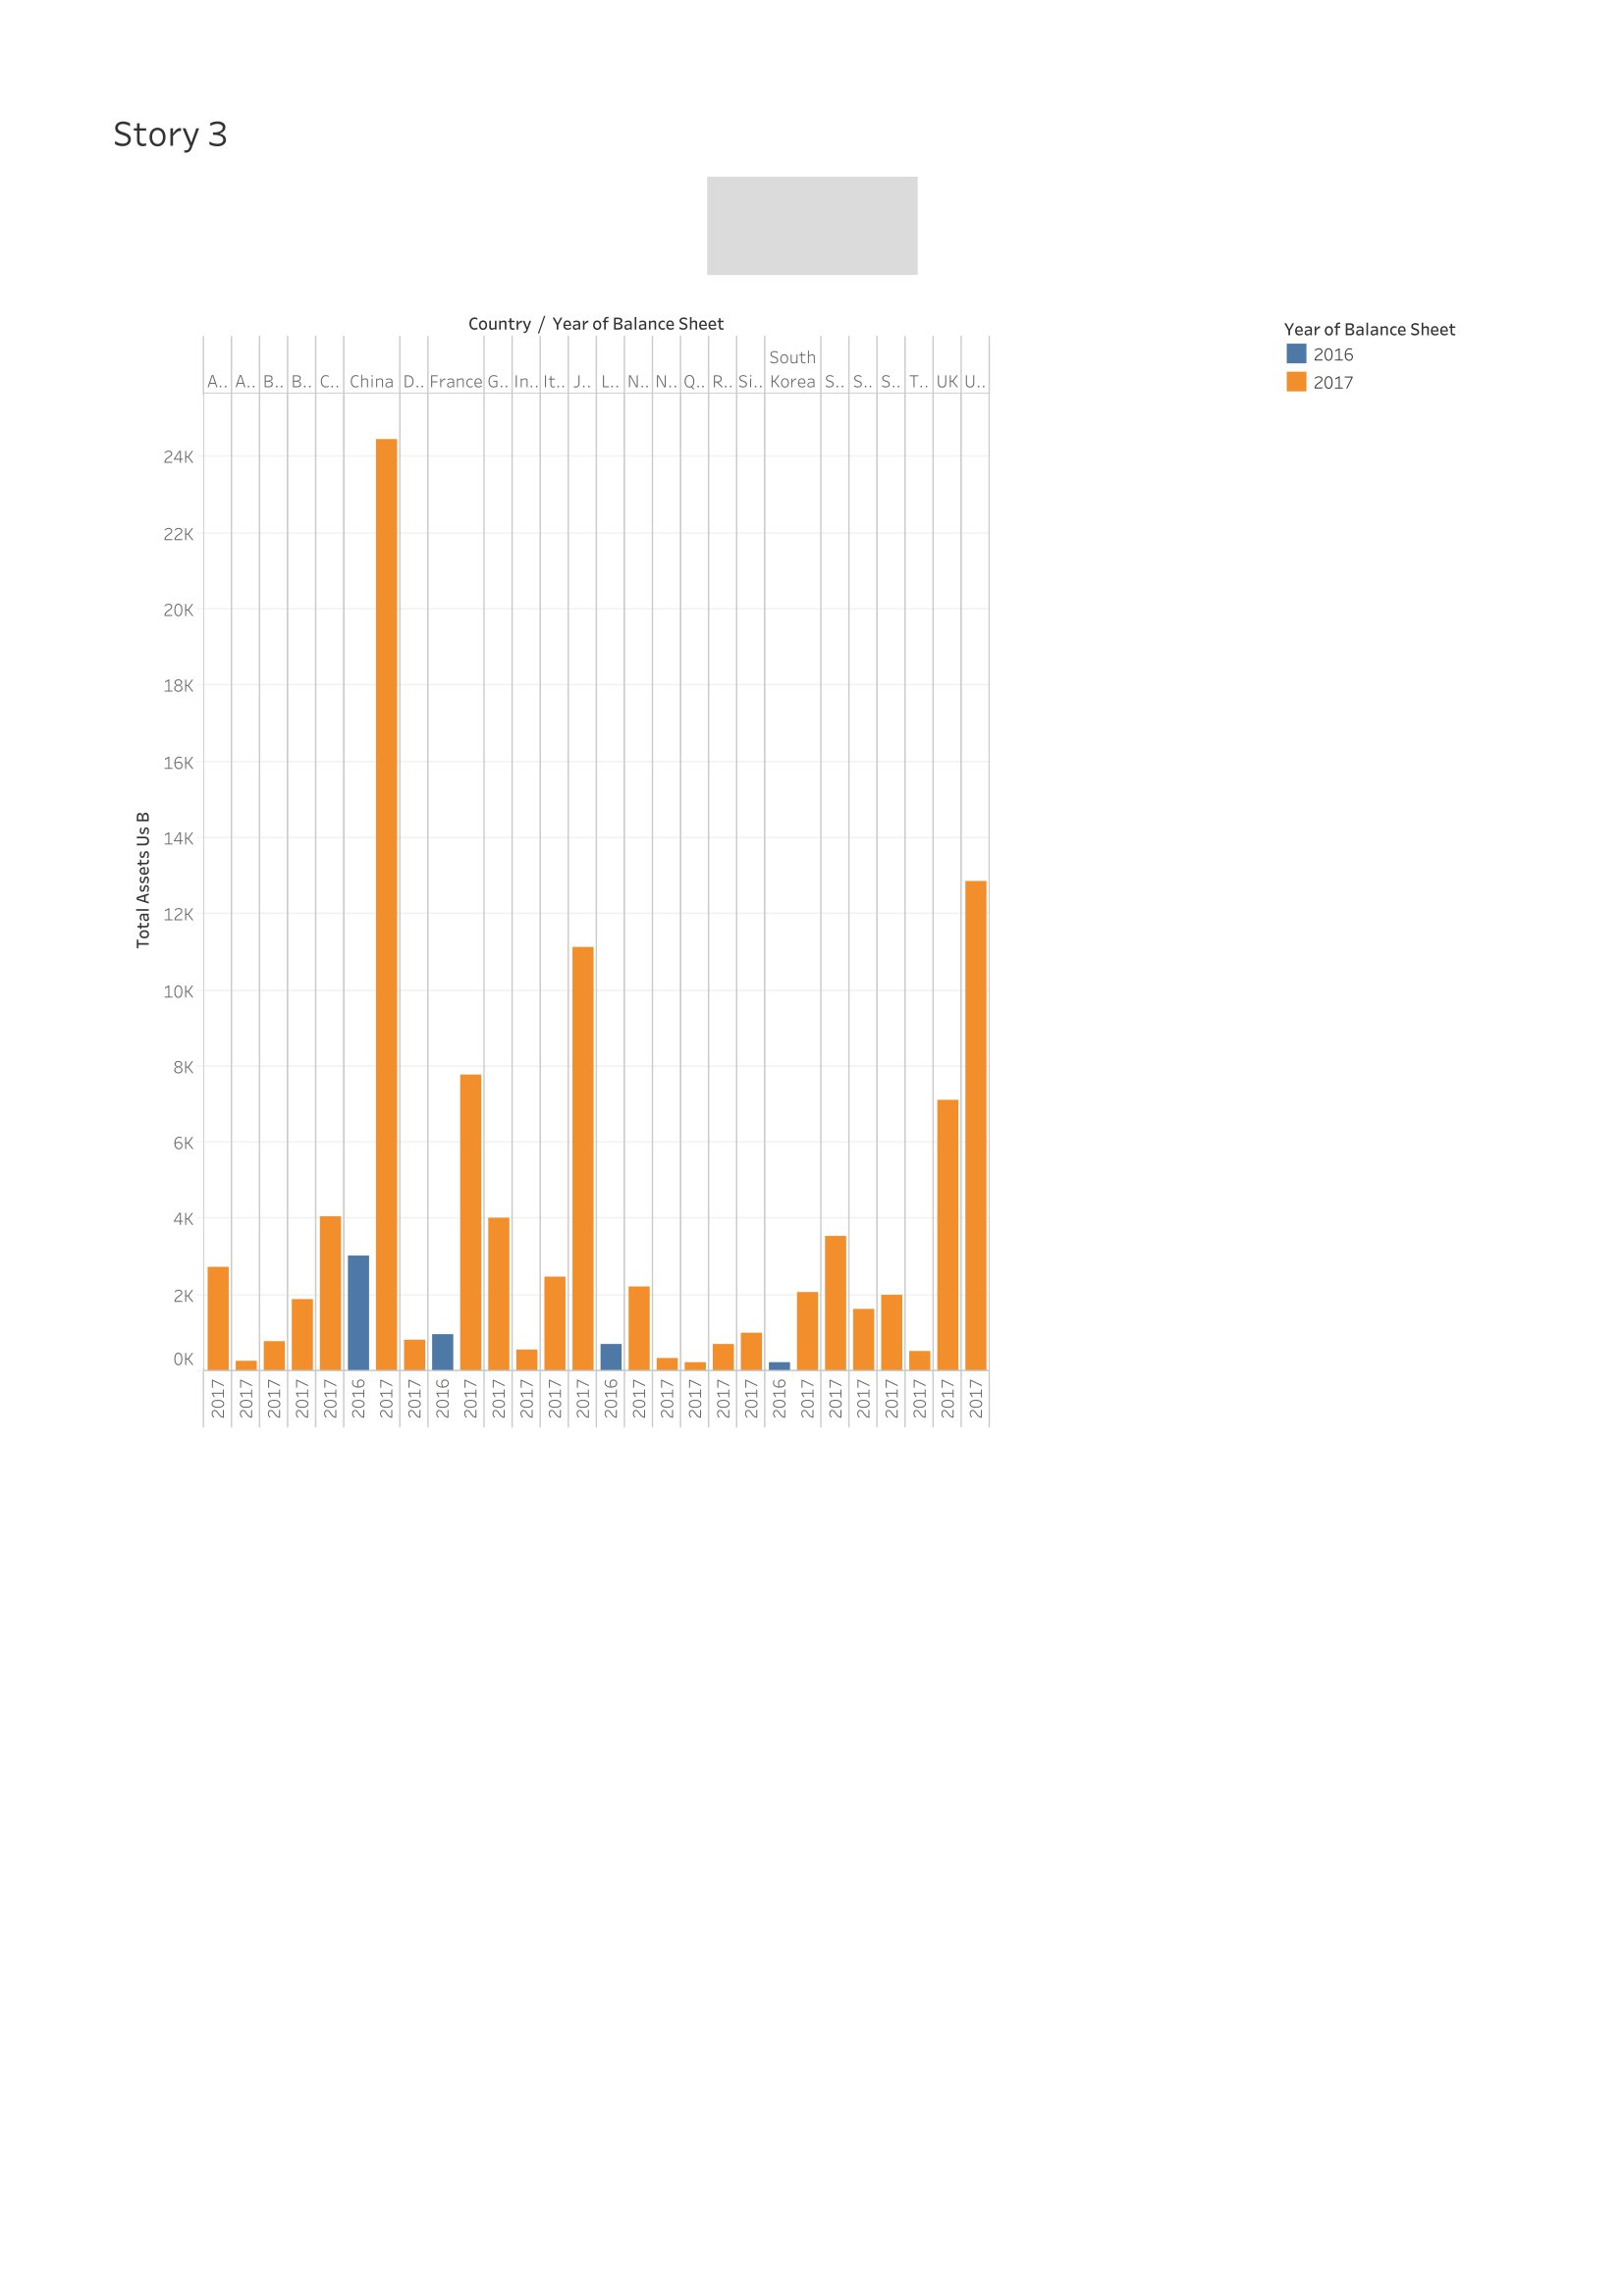 Story 3
Country / Year of Balance Sheet
South
A.. A.. B.. B.. C.. China D.. France G.. In.. It.. J.. L.. N.. N.. Q.. R.. Si.. Korea S.. S.. S.. T.. UK U..
24K
22K
20K
18K
16K
14K
12K
10K
8K
6K
4K
2K
0K
Total Assets Us B
2017 2017 2017 2017 2017 2016 2017 2017 2016 2017 2017 2017 2017 2017 2016 2017 2017 2017 2017 2017 2016 2017 2017 2017 2017 2017 2017 2017
Year of Balance Sheet
2016
2017